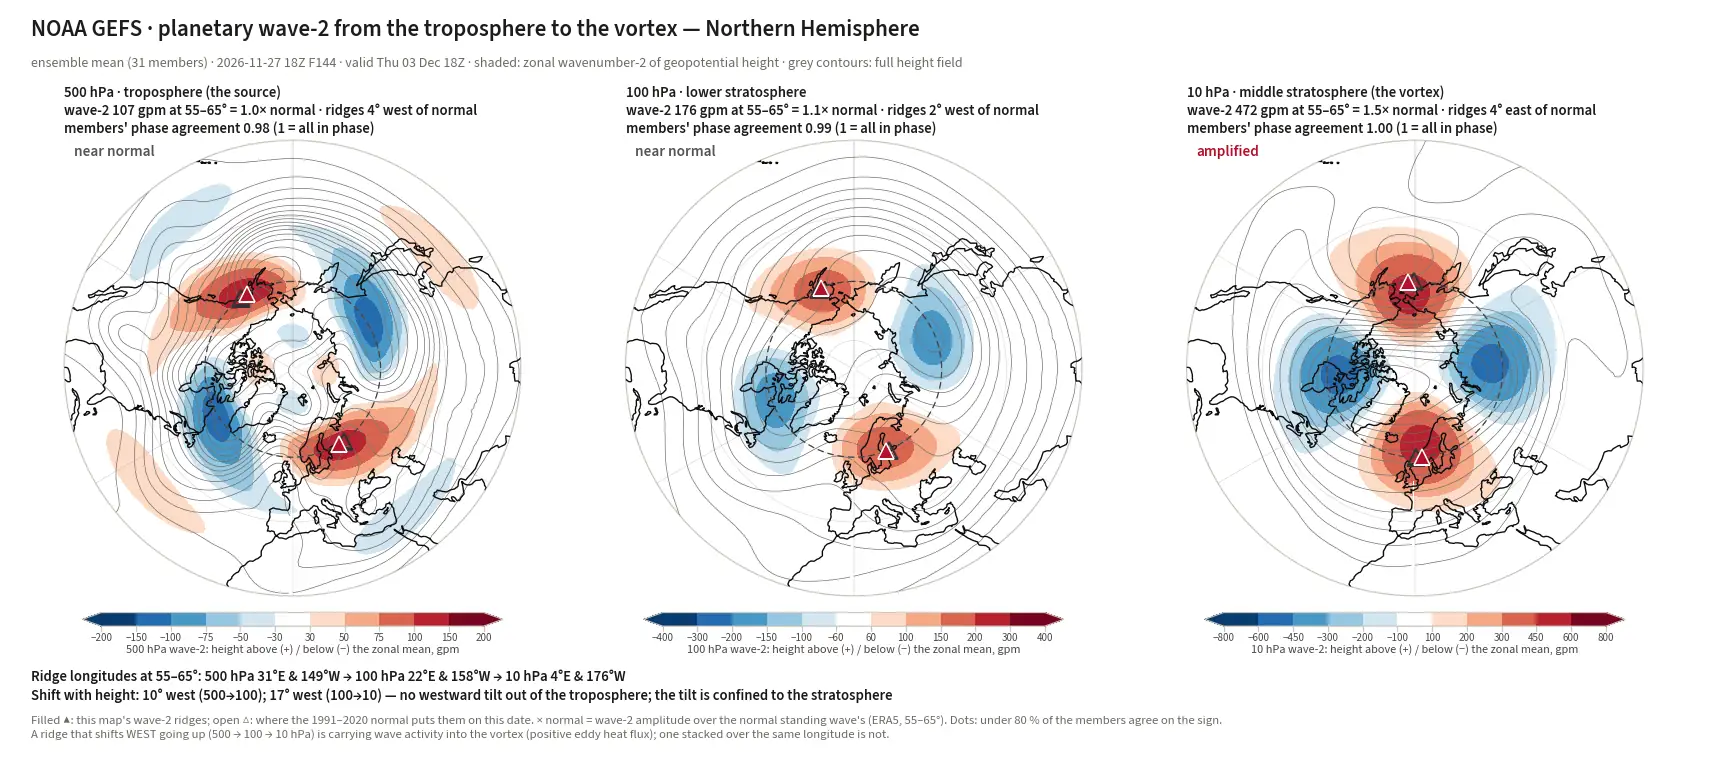 NOAA GEFS · planetary wave-2 from the troposphere to the vortex — Northern Hemisphere
ensemble mean (31 members) · 2026-11-27 18Z F144 · valid Thu 03 Dec 18Z · shaded: zonal wavenumber-2 of geopotential height · grey contours: full height field
500 hPa · troposphere (the source)
wave-2 107 gpm at 55–65° = 1.0× normal · ridges 4° west of normal
members' phase agreement 0.98 (1 = all in phase)
near normal
100 hPa · lower stratosphere
wave-2 176 gpm at 55–65° = 1.1× normal · ridges 2° west of normal
members' phase agreement 0.99 (1 = all in phase)
near normal
10 hPa · middle stratosphere (the vortex)
wave-2 472 gpm at 55–65° = 1.5× normal · ridges 4° east of normal
members' phase agreement 1.00 (1 = all in phase)
amplified
−200 −150 −100 −75 −50 −30 30 50 75 100 150 200
500 hPa wave-2: height above (+) / below (−) the zonal mean, gpm
−400 −300 −200 −150 −100 −60 60 100 150 200 300 400
100 hPa wave-2: height above (+) / below (−) the zonal mean, gpm
−800 −600 −450 −300 −200 −100 100 200 300 450 600 800
10 hPa wave-2: height above (+) / below (−) the zonal mean, gpm
Ridge longitudes at 55–65°: 500 hPa 31°E & 149°W → 100 hPa 22°E & 158°W → 10 hPa 4°E & 176°W
Shift with height: 10° west (500→100); 17° west (100→10) — no westward tilt out of the troposphere; the tilt is confined to the stratosphere
Filled ▲: this map's wave-2 ridges; open △: where the 1991–2020 normal puts them on this date. × normal = wave-2 amplitude over the normal standing wave's (ERA5, 55–65°). Dots: under 80 % of the members agree on the sign.
A ridge that shifts WEST going up (500 → 100 → 10 hPa) is carrying wave activity into the vortex (positive eddy heat flux); one stacked over the same longitude is not.